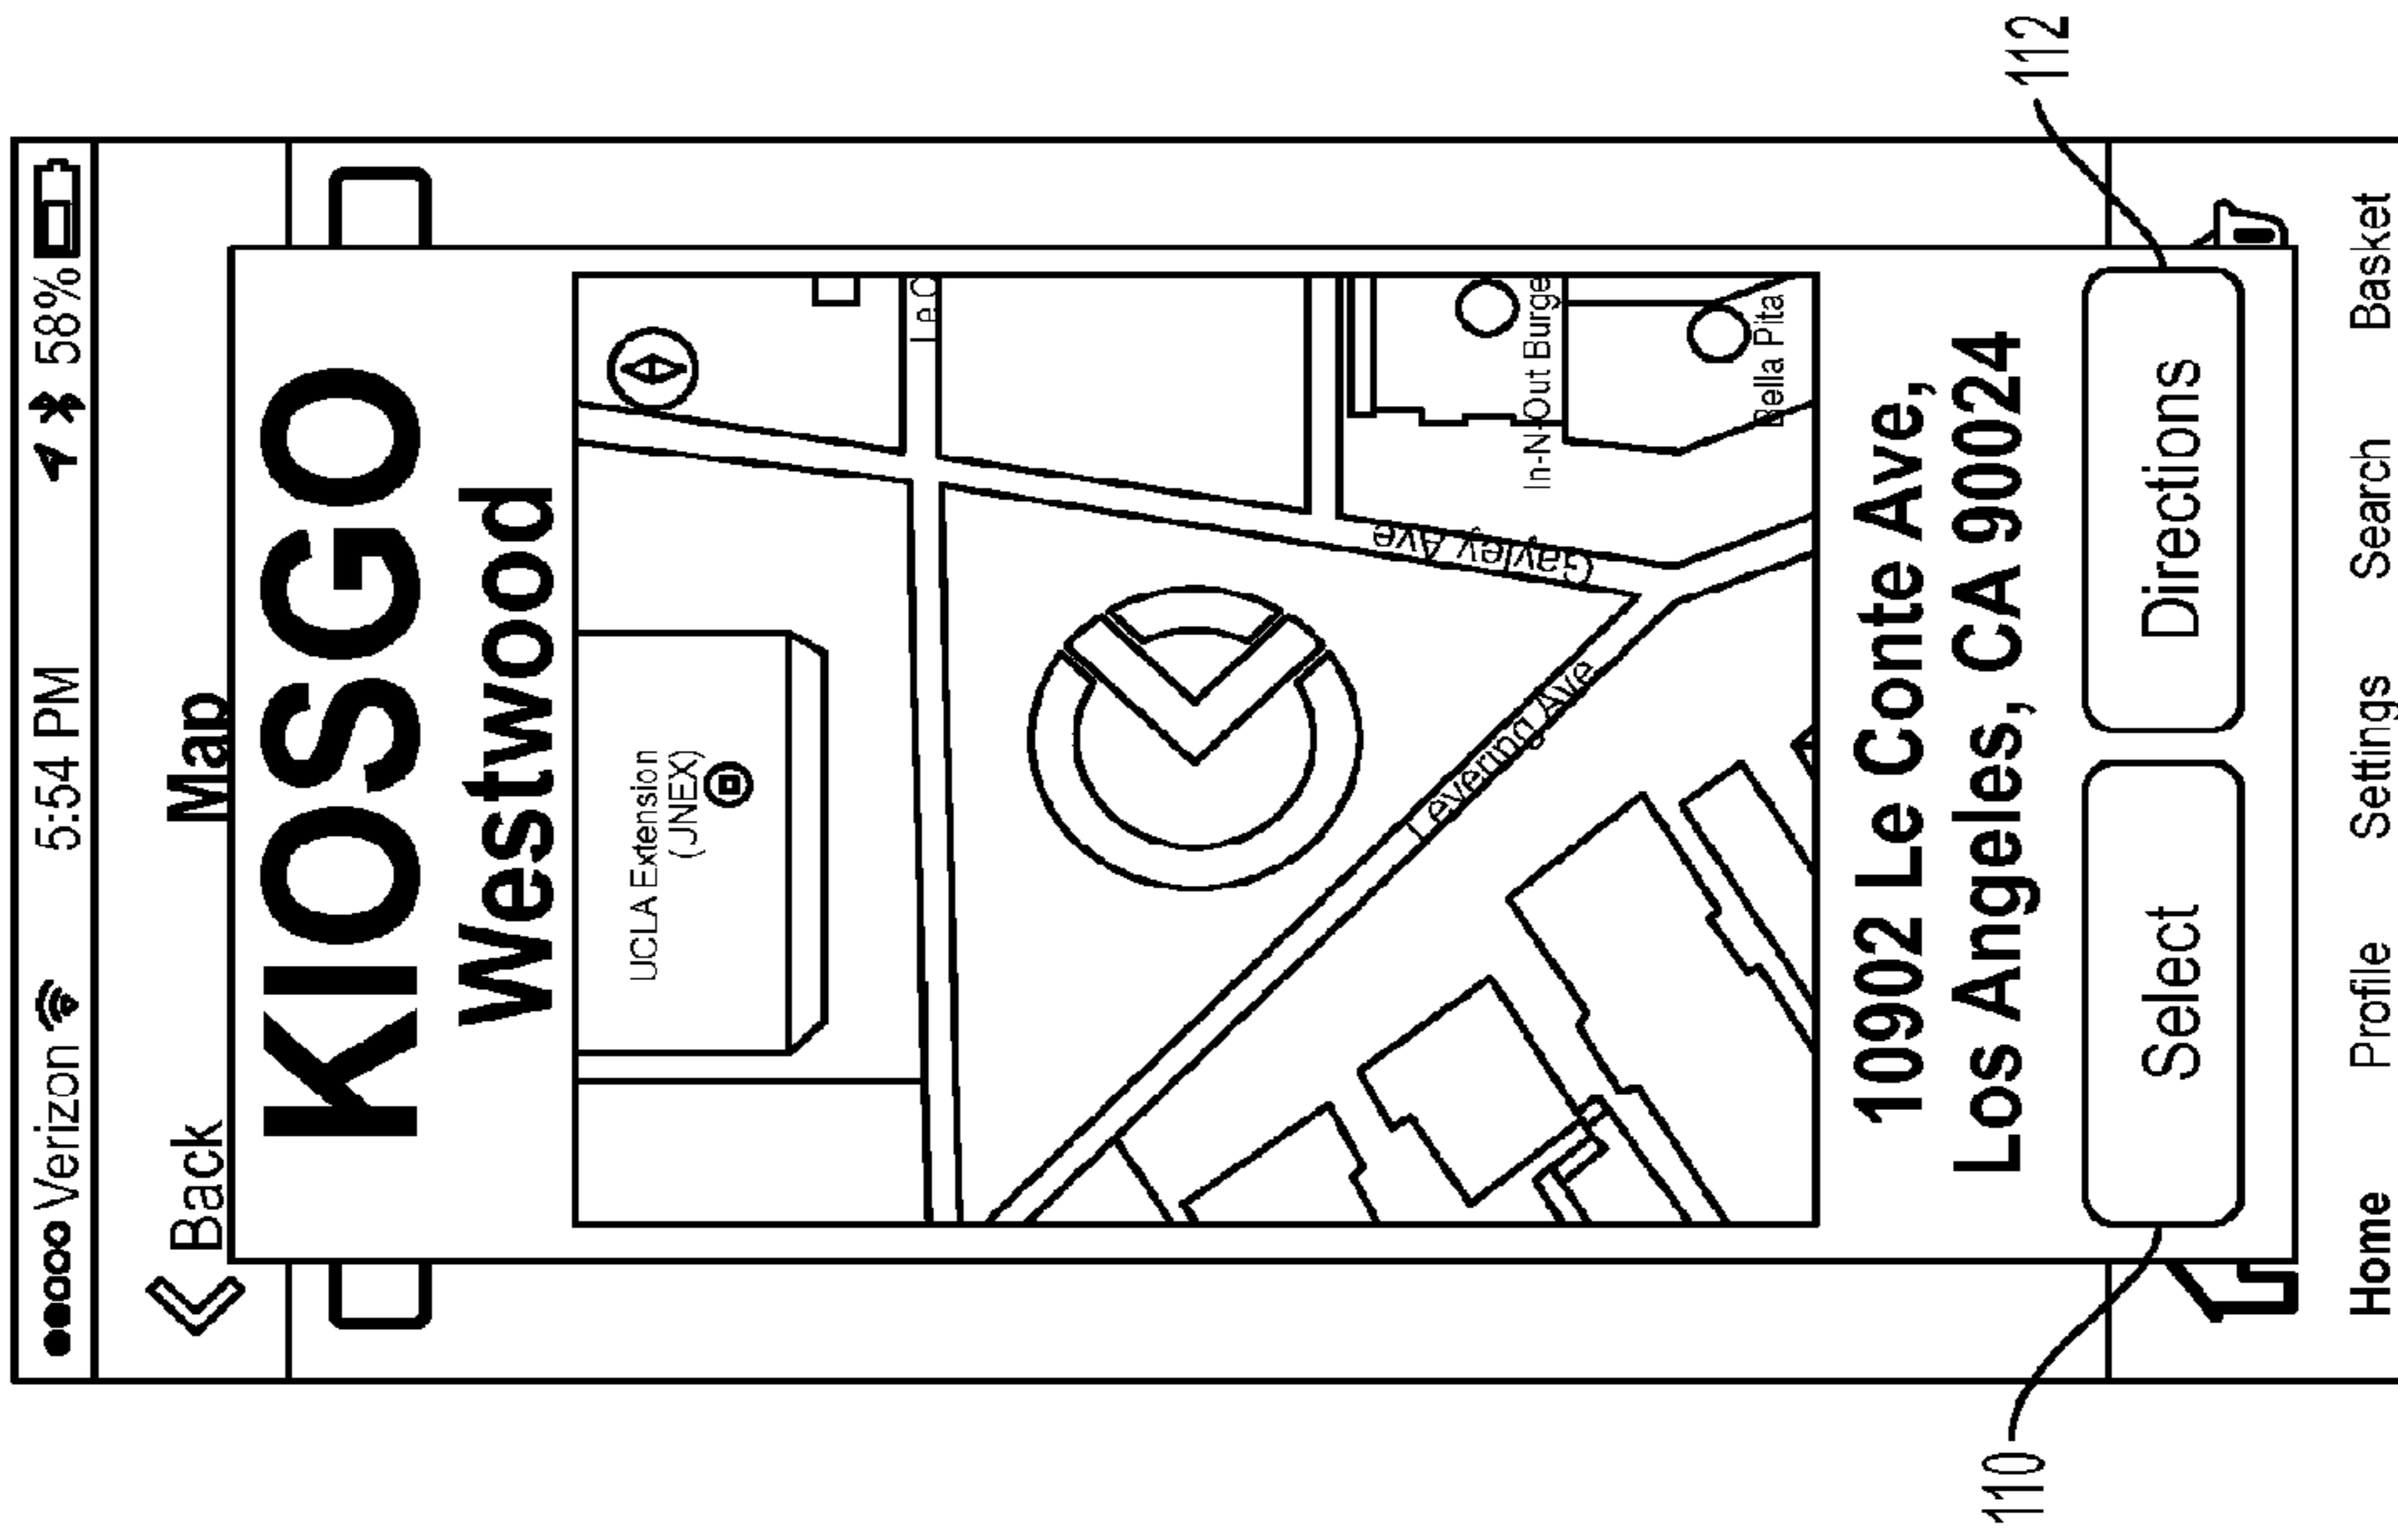 Verizon 5:54 PM 58%
Back Map
KIOSGO
Westwood
UCLA Extension
(JNEX)
Le C
Gayley Ave
Levering Ave
In-N-Out Burge
Bella Pita
10902 Le Conte Ave,
Los Angeles, CA 90024
Select Directions
110 112
Home Profile Settings Search Basket